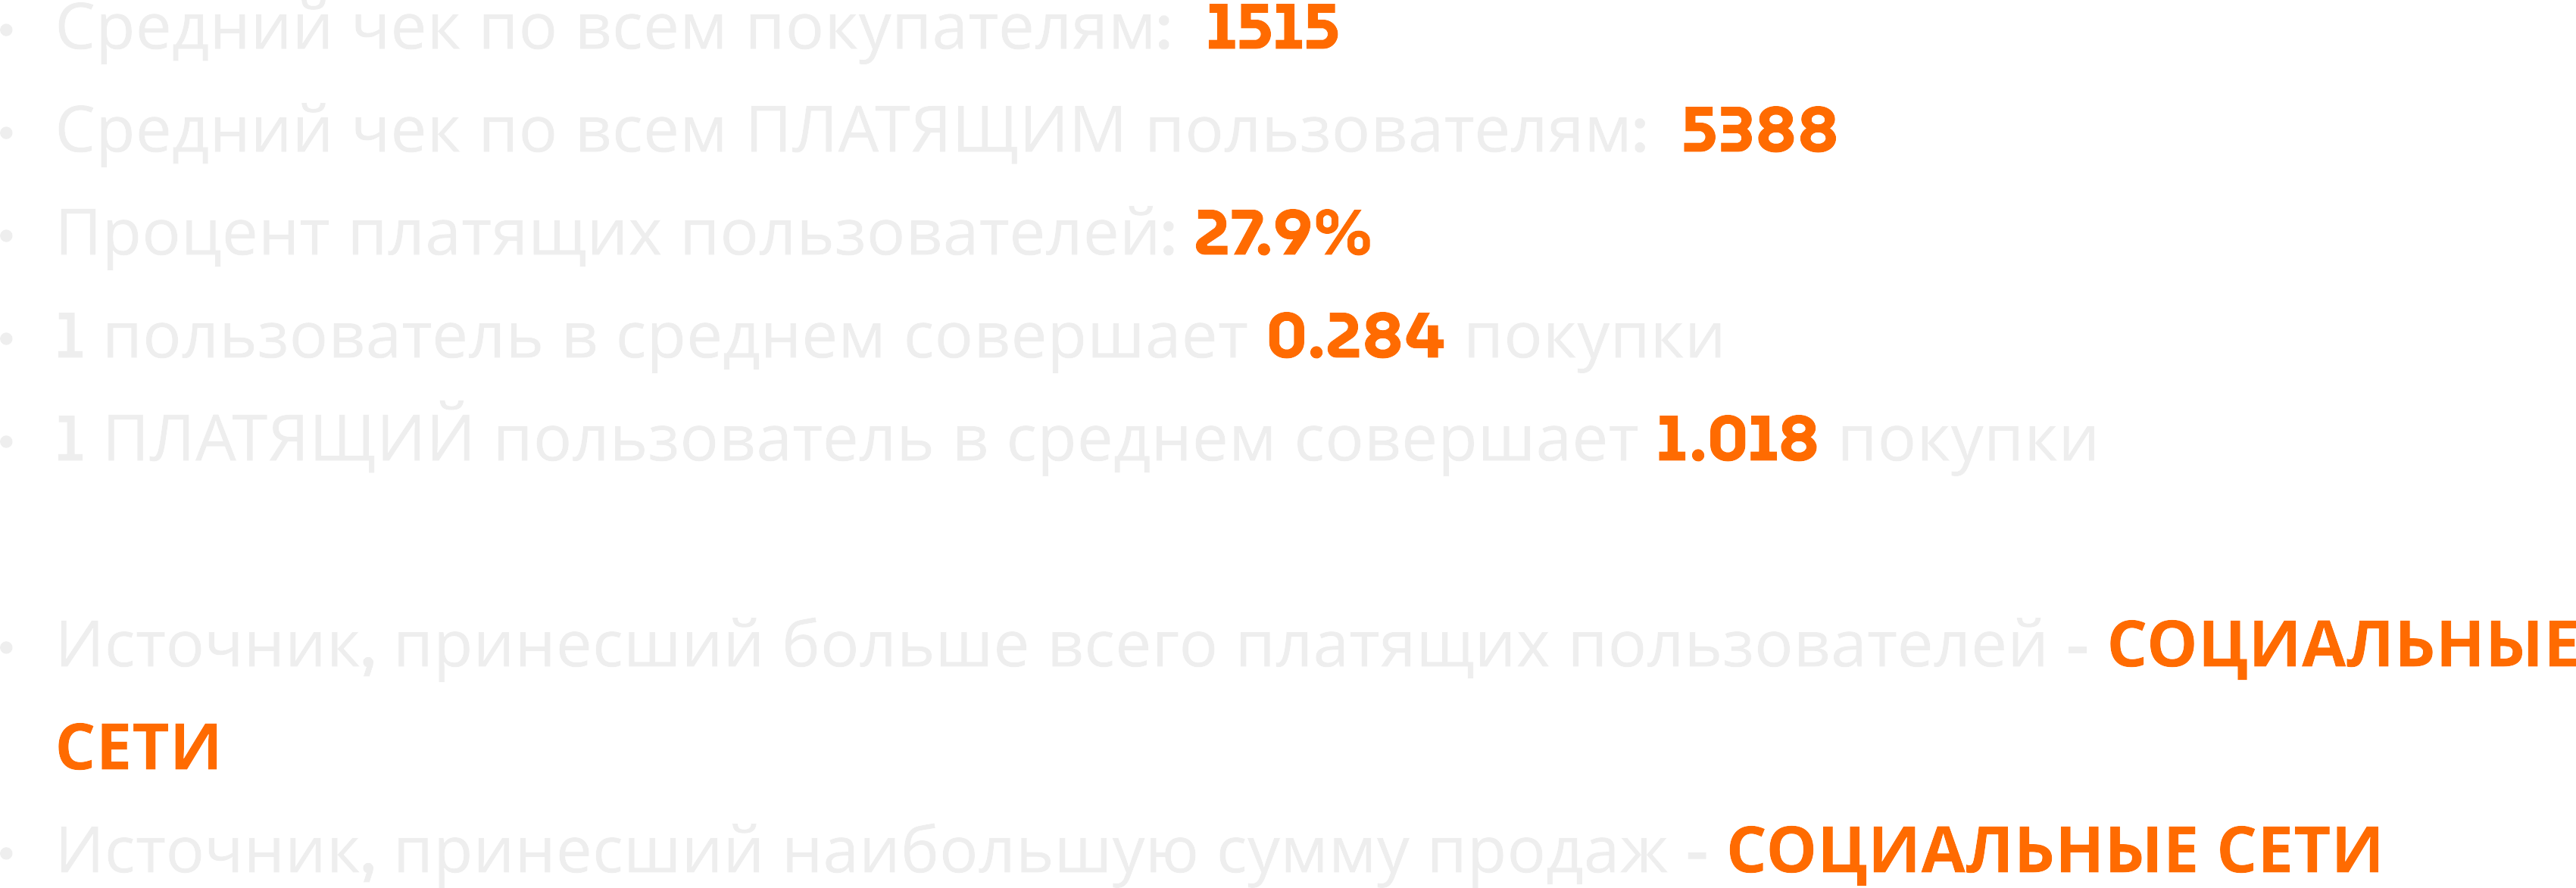 • Средний чек по всем покупателям: 1515
• Средний чек по всем ПЛАТЯЩИМ пользователям: 5388
• Процент платящих пользователей: 27.9%
• 1 пользователь в среднем совершает 0.284 покупки
• 1 ПЛАТЯЩИЙ пользователь в среднем совершает 1.018 покупки
• Источник, принесший больше всего платящих пользователей - СОЦИАЛЬНЫЕ
СЕТИ
• Источник, принесший наибольшую сумму продаж - СОЦИАЛЬНЫЕ СЕТИ